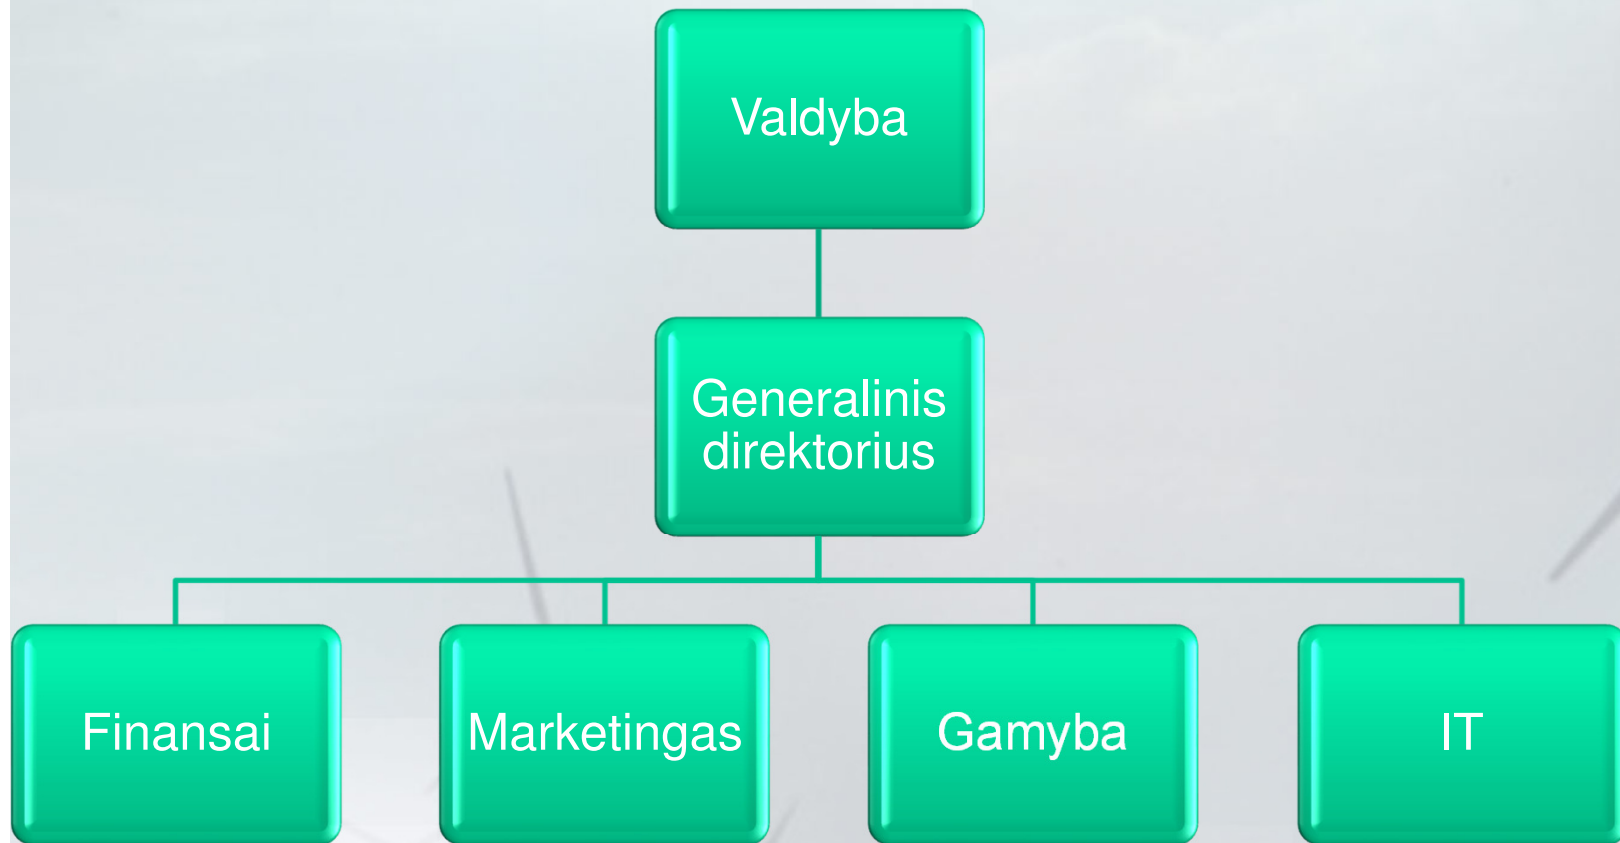 Valdyba
Generalinis
direktorius
Finansai
Marketingas
Gamyba
IT